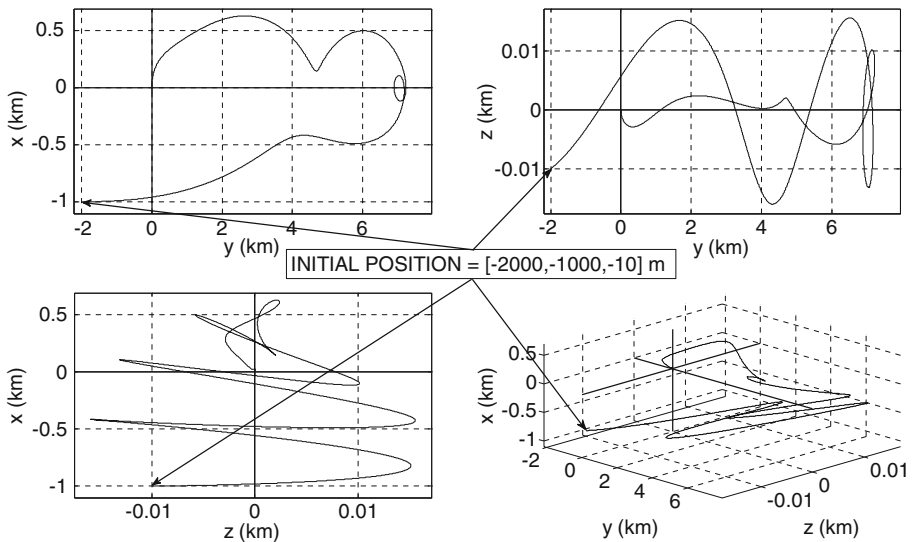 0.5
0
-0.5
-1
x (km)
-2 0 2 4 6
y (km)
0.01
0
-0.01
z (km)
-2 0 2 4 6
y (km)
INITIAL POSITION = [-2000,-1000,-10] m
0.5
0
-0.5
-1
x (km)
-0.01 0 0.01
z (km)
0.5
0
-0.5
-1
x (km)
-2 0 2 4 6
y (km)
-0.01 0 0.01
z (km)